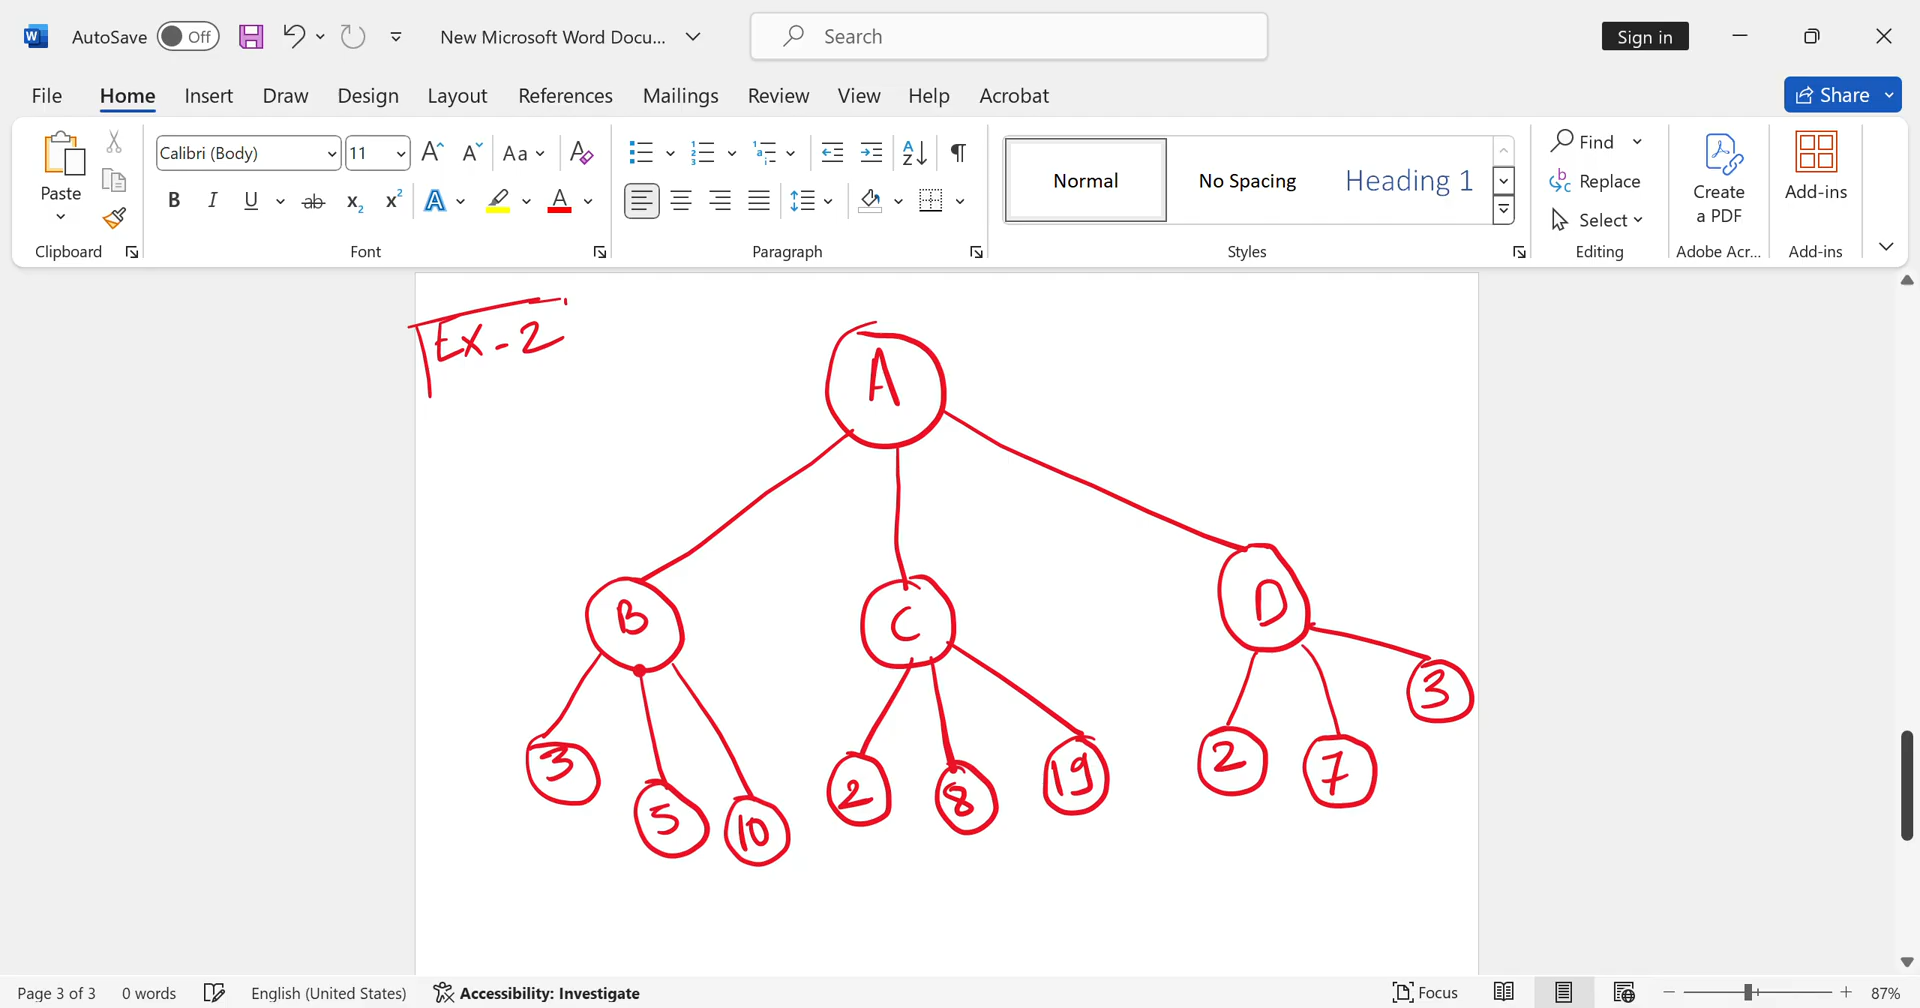 AutoSave Off New Microsoft Word Docu... Search Sign in
File Home Insert Draw Design Layout References Mailings Review View Help Acrobat Share
Paste Calibri (Body) 11 Aa Normal No Spacing Heading 1 Find Replace Select Create a PDF Add-ins
Clipboard Font Paragraph Styles Editing Adobe Acr... Add-ins
Ex-2
A
B C D
3 5 10 2 8 19 2 7 3
Page 3 of 3 0 words English (United States) Accessibility: Investigate Focus 87%